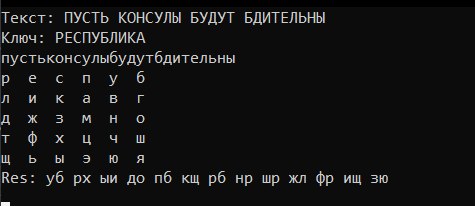 Текст: ПУСТЬ КОНСУЛЫ БУДУТ БДИТЕЛЬНЫ
Ключ: РЕСПУБЛИКА
пустьконсулыбудутбдительны
р е с п у б
л и к а в г
д ж з м н о
т ф х ц ч ш
щ ь ы э ю я
Res: уб рх ыи до пб кщ рб нр шр жл фр ищ зю